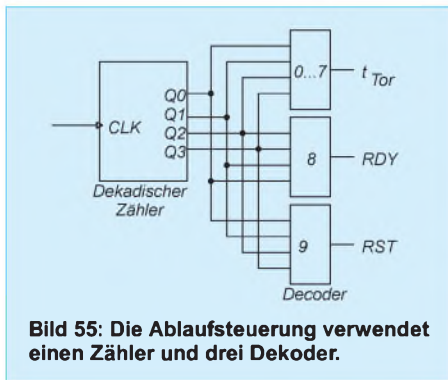 CLK
Q0
Q1
Q2
Q3
Dekadischer
Zähler
0...7
t Tor
8
RDY
9
RST
Decoder
Bild 55: Die Ablaufsteuerung verwendet
einen Zähler und drei Dekoder.